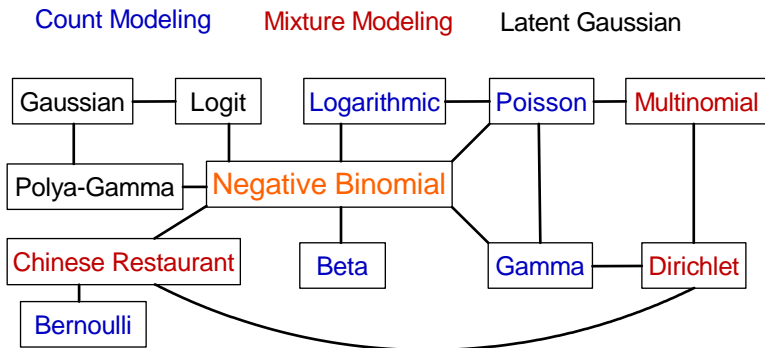 Count Modeling Mixture Modeling Latent Gaussian
Gaussian Logit Logarithmic Poisson Multinomial
Polya-Gamma Negative Binomial
Chinese Restaurant Beta Gamma Dirichlet
Bernoulli